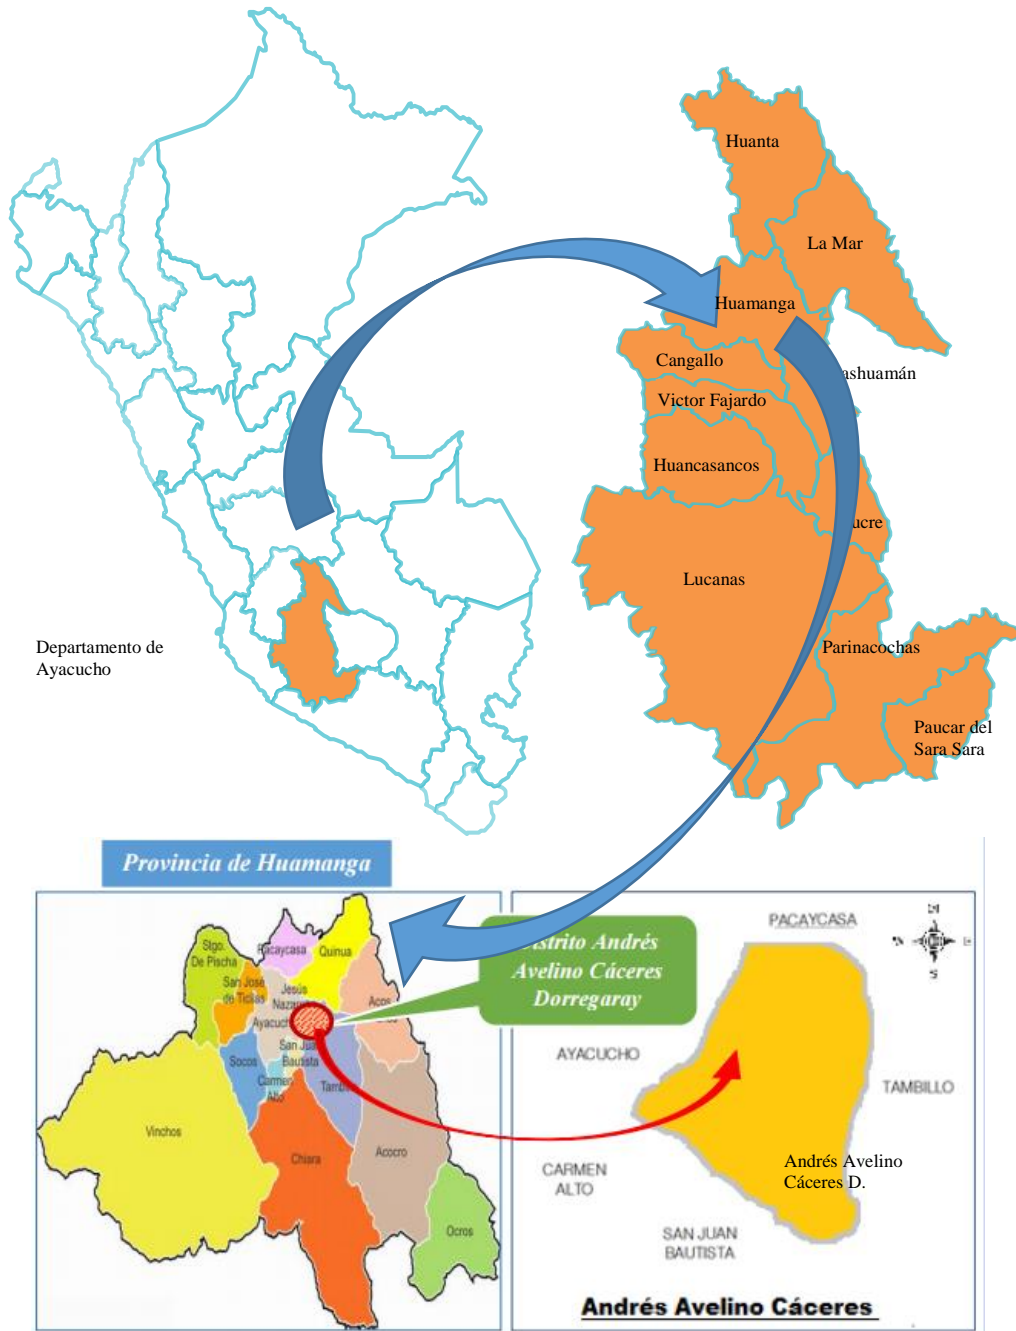 Huanta
La Mar
Huamanga
Cangallo
ashuamán
Victor Fajardo
Huancasancos
ucre
Lucanas
Departamento de
Ayacucho
Parinacochas
Paucar del
Sara Sara
Provincia de Huamanga
Stgo.
De Pischa
Pacaycasa
Quinua
San José
de Ticllas
Jesús
Acos
Ayacucho
San Juan
Bautista
Socos
Carmen
Alto
Vinchos
Chiara
Acocro
Ocros
istrito Andrés
Avelino Cáceres
Dorregaray
PACAYCASA
E
S
AYACUCHO
TAMBILLO
CARMEN
ALTO
Andrés Avelino
Cáceres D.
SAN JUAN
BAUTISTA
Andrés Avelino Cáceres